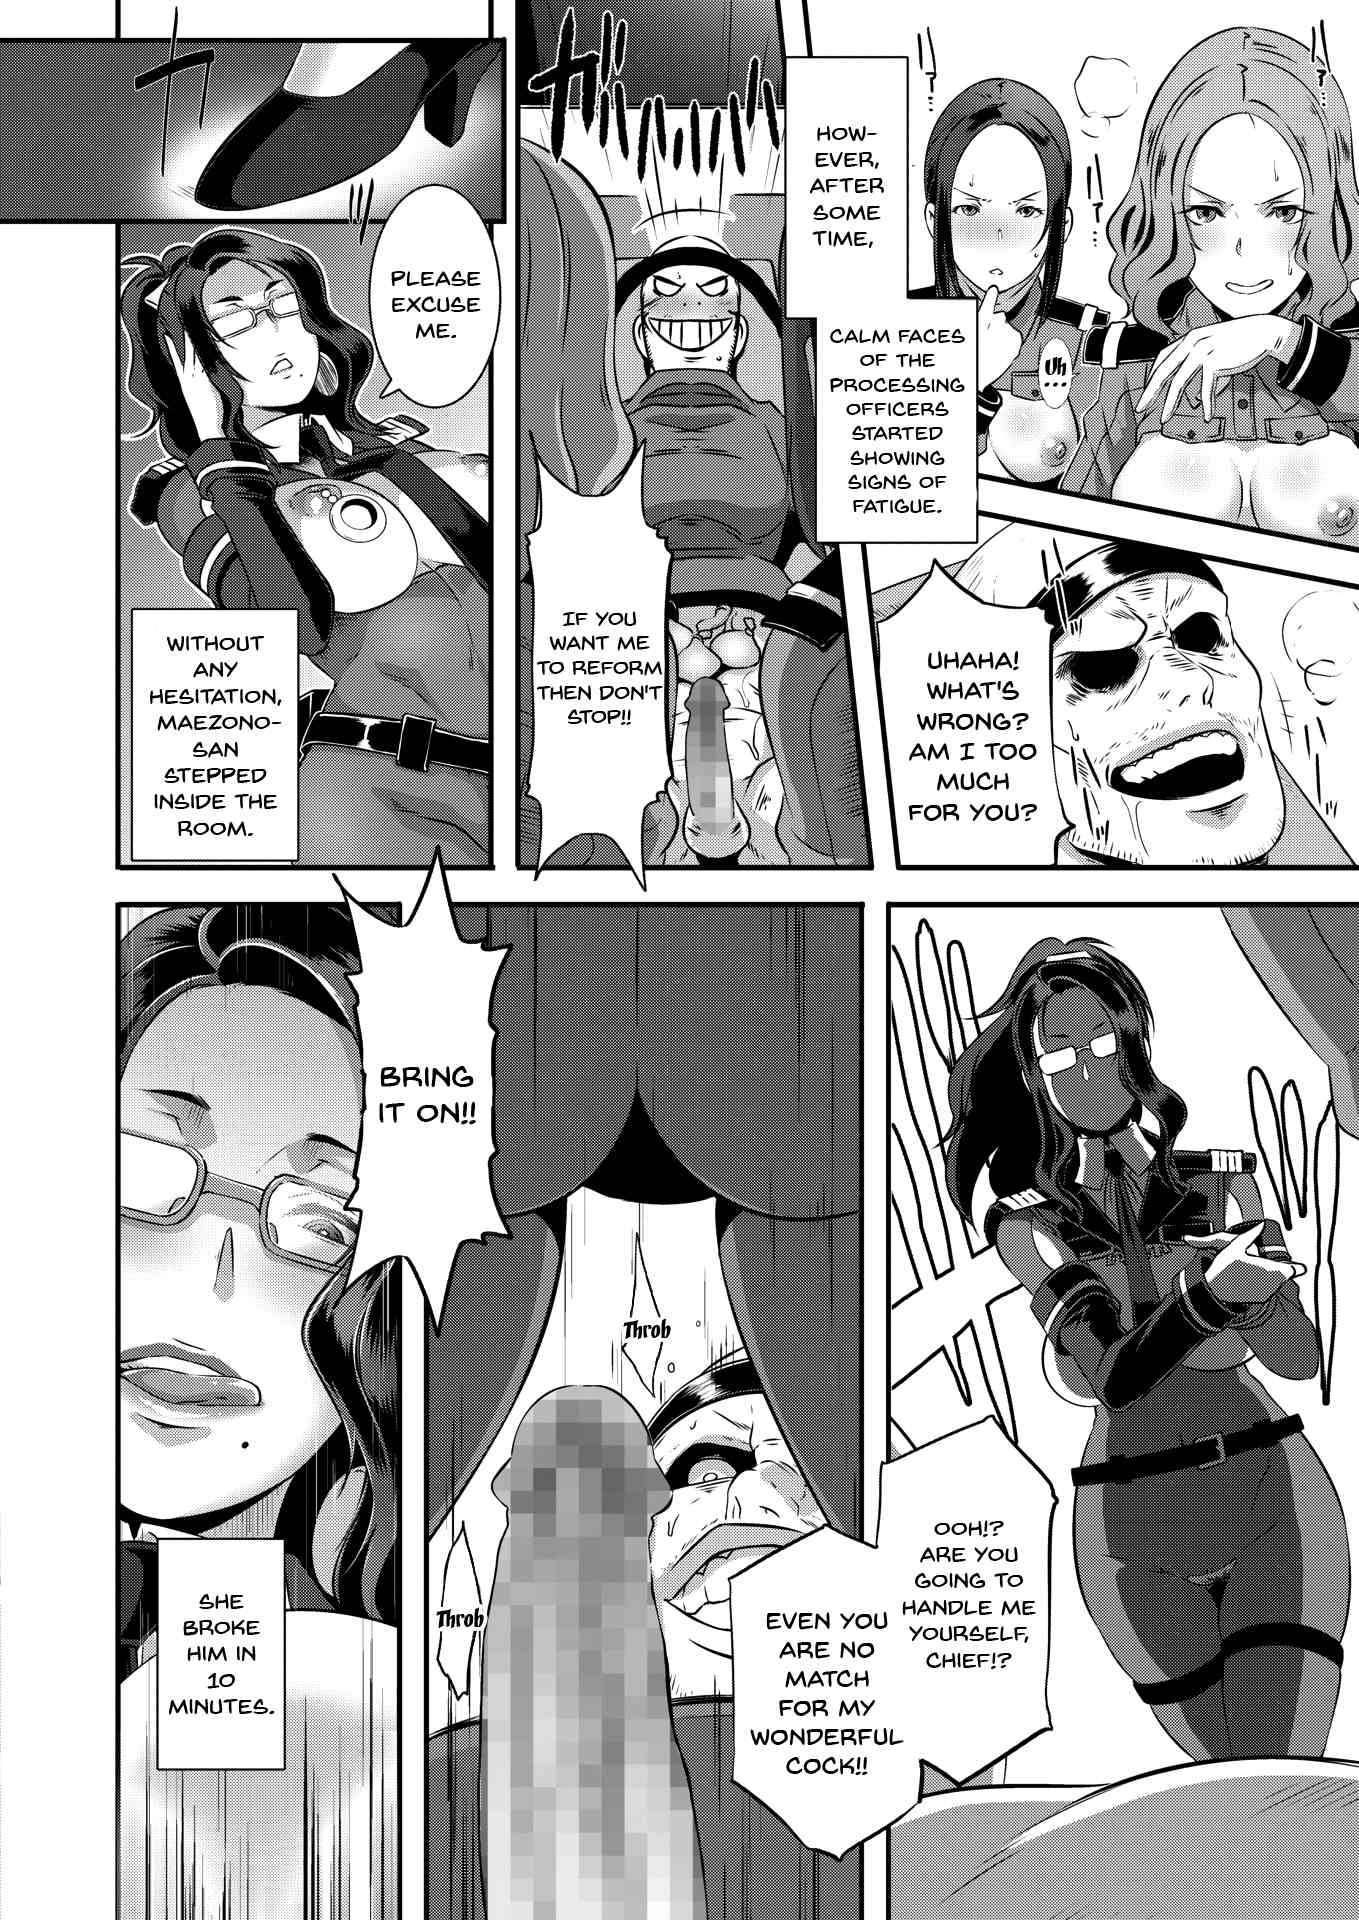 HOW-
EVER,
AFTER
SOME
TIME,
CALM FACES
OF THE
PROCESSING
OFFICERS
STARTED
SHOWING
SIGNS OF
FATIGUE.
Uh
...
UHAHA!
WHAT'S
WRONG?
AM I TOO
MUCH
FOR YOU?
IF YOU
WANT ME
TO REFORM
THEN DON'T
STOP!!
PLEASE
EXCUSE
ME.
WITHOUT
ANY
HESITATION,
MAEZONO-
SAN
STEPPED
INSIDE THE
ROOM.
OOH!?
ARE YOU
GOING TO
HANDLE ME
YOURSELF,
CHIEF!?
EVEN YOU
ARE NO
MATCH
FOR MY
WONDERFUL
COCK!!
Throb
Throb
BRING
IT ON!!
SHE
BROKE
HIM IN
10
MINUTES.